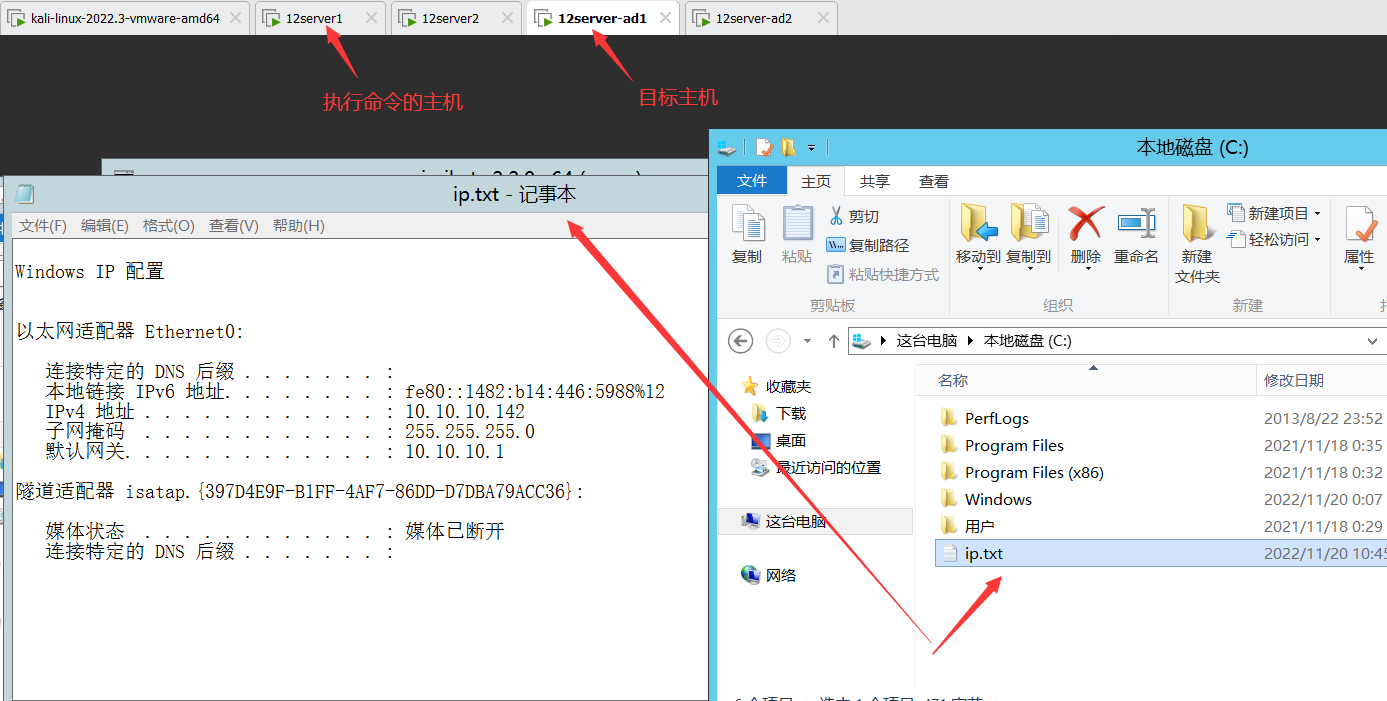 kali-linux-2022.3-vmware-amd64
12server1
12server2
12server-ad1
12server-ad2
执行命令的主机
目标主机
ip.txt - 记事本
文件(F) 编辑(E) 格式(O) 查看(V) 帮助(H)
Windows IP 配置
以太网适配器 Ethernet0:
连接特定的 DNS 后缀 . . . . . . . :
本地链接 IPv6 地址. . . . . . . . : fe80::1482:b14:446:5988%12
IPv4 地址 . . . . . . . . . . . . : 10.10.10.142
子网掩码 . . . . . . . . . . . . : 255.255.255.0
默认网关. . . . . . . . . . . . . : 10.10.10.1
隧道适配器 isatap.{397D4E9F-B1FF-4AF7-86DD-D7DBA79ACC36}:
媒体状态 . . . . . . . . . . . . : 媒体已断开
连接特定的 DNS 后缀 . . . . . . . :
本地磁盘 (C:)
文件 主页 共享 查看
复制
粘贴
剪切
复制路径
粘贴快捷方式
剪贴板
移动到 复制到 删除 重命名
组织
新建
文件夹
新建项目
轻松访问
新建
属性
这台电脑 本地磁盘 (C:)
收藏夹
下载
桌面
最近访问的位置
这台电脑
网络
名称 修改日期
PerfLogs 2013/8/22 23:52
Program Files 2021/11/18 0:35
Program Files (x86) 2021/11/18 0:32
Windows 2022/11/20 0:07
用户 2021/11/18 0:29
ip.txt 2022/11/20 10:45